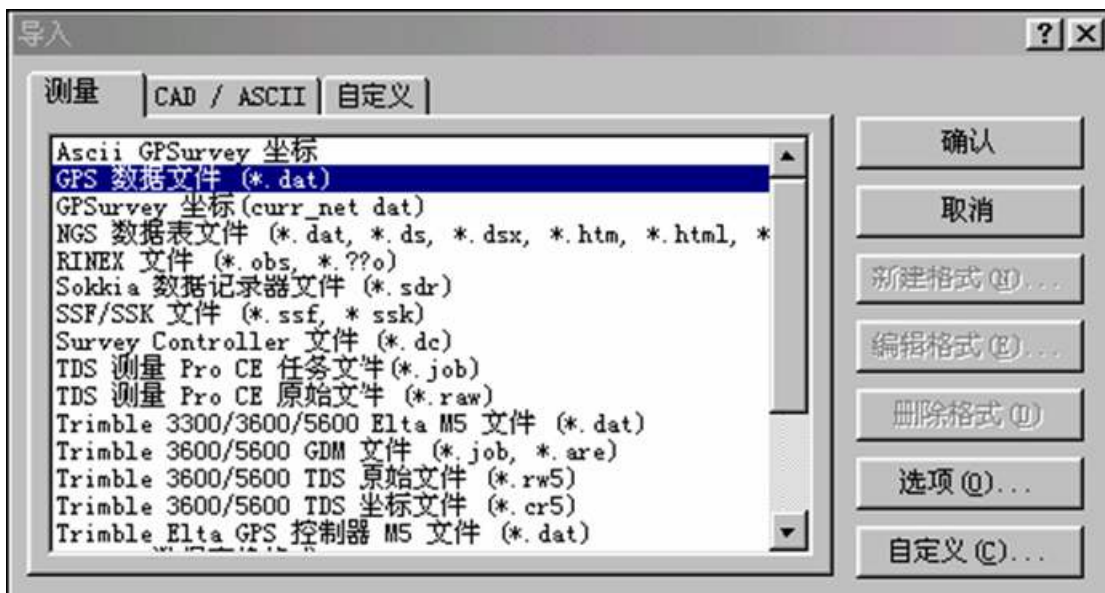 导入
测量
CAD / ASCII
自定义
Ascii GPSurvey 坐标
GPS 数据文件 (*.dat)
GPSurvey 坐标(curr_net dat)
NGS 数据表文件 (*.dat, *.ds, *.dsx, *.htm, *.html, *
RINEX 文件 (*.obs, *.??o)
Sokkia 数据记录器文件 (*.sdr)
SSF/SSK 文件 (*.ssf, * ssk)
Survey Controller 文件 (*.dc)
TDS 测量 Pro CE 任务文件(*.job)
TDS 测量 Pro CE 原始文件 (*.raw)
Trimble 3300/3600/5600 Elta M5 文件 (*.dat)
Trimble 3600/5600 GDM 文件 (*.job, *.are)
Trimble 3600/5600 TDS 原始文件 (*.rw5)
Trimble 3600/5600 TDS 坐标文件 (*.cr5)
Trimble Elta GPS 控制器 M5 文件 (*.dat)
确认
取消
新建格式(N)...
编辑格式(E)...
删除格式(D)
选项(O)...
自定义(C)...